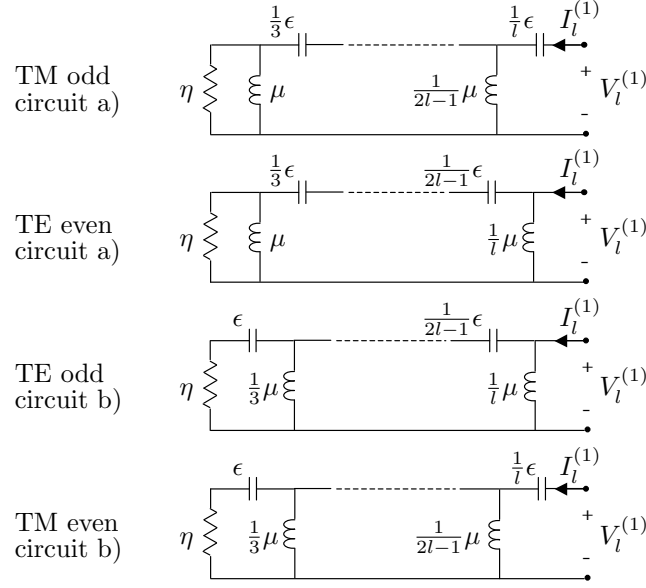 1/3 ϵ 1/l ϵ I_l^(1)
TM odd
circuit a) η μ 1/(2l−1) μ + V_l^(1)
-
1/3 ϵ 1/(2l−1) ϵ I_l^(1)
TE even
circuit a) η μ 1/l μ + V_l^(1)
-
ϵ 1/(2l−1) ϵ I_l^(1)
TE odd
circuit b) η 1/3 μ 1/l μ + V_l^(1)
-
ϵ 1/l ϵ I_l^(1)
TM even
circuit b) η 1/3 μ 1/(2l−1) μ + V_l^(1)
-